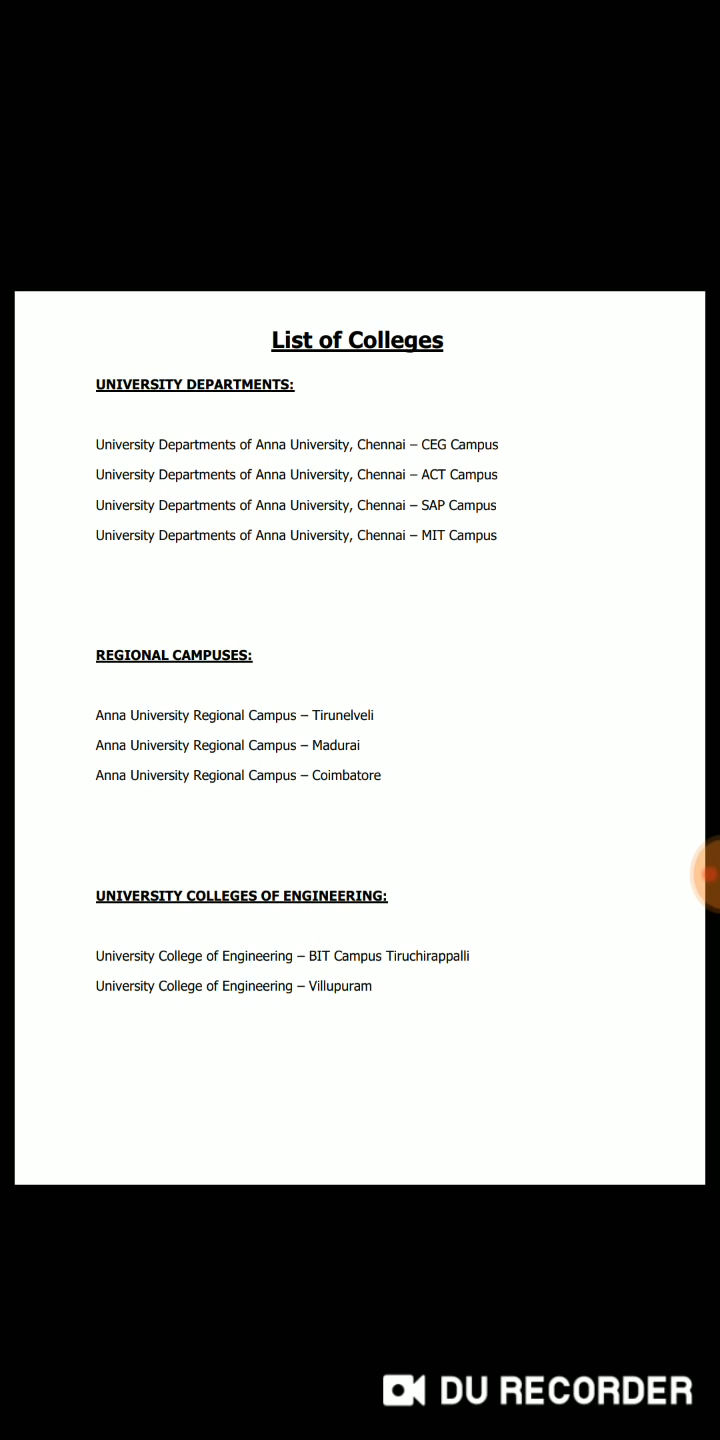 List of Colleges
UNIVERSITY DEPARTMENTS:
University Departments of Anna University, Chennai – CEG Campus
University Departments of Anna University, Chennai – ACT Campus
University Departments of Anna University, Chennai – SAP Campus
University Departments of Anna University, Chennai – MIT Campus
REGIONAL CAMPUSES:
Anna University Regional Campus – Tirunelveli
Anna University Regional Campus – Madurai
Anna University Regional Campus – Coimbatore
UNIVERSITY COLLEGES OF ENGINEERING:
University College of Engineering – BIT Campus Tiruchirappalli
University College of Engineering – Villupuram
DU RECORDER